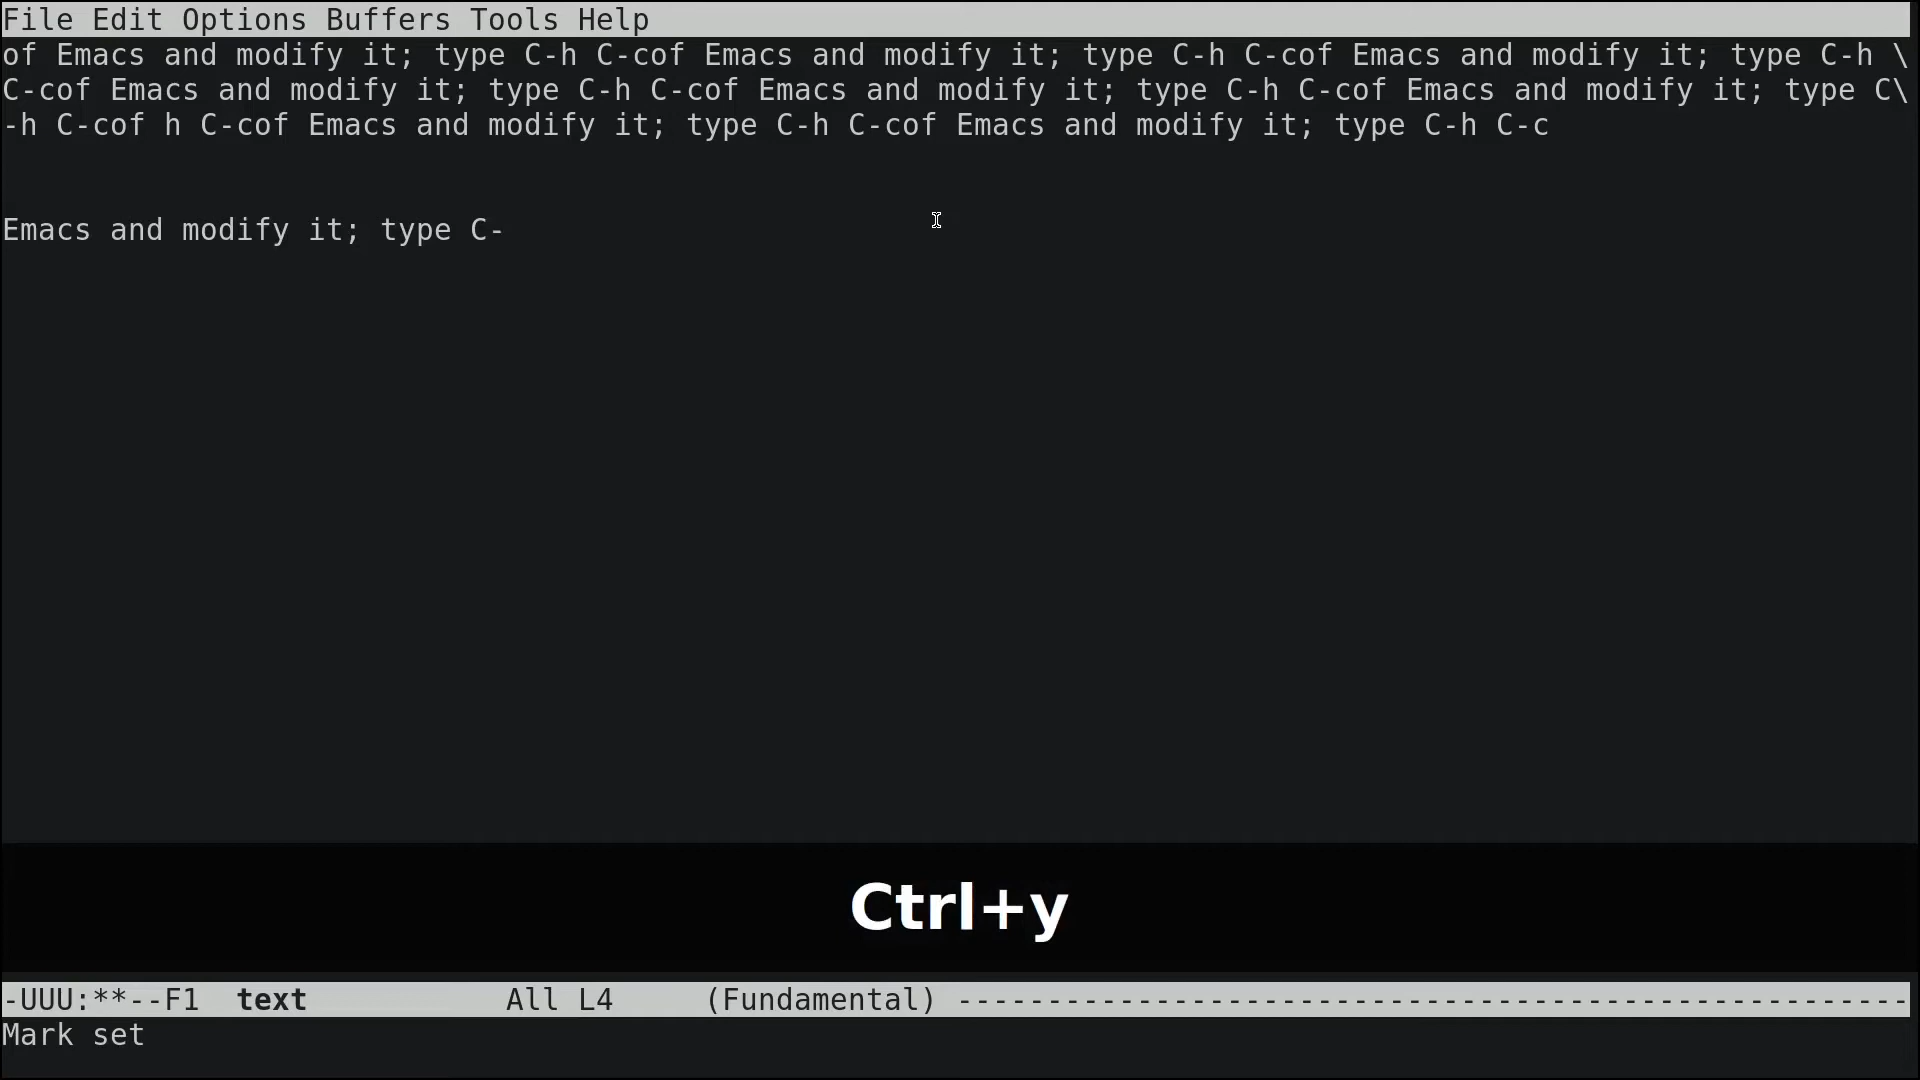 File Edit Options Buffers Tools Help
of Emacs and modify it; type C-h C-cof Emacs and modify it; type C-h C-cof Emacs and modify it; type C-h \
C-cof Emacs and modify it; type C-h C-cof Emacs and modify it; type C-h C-cof Emacs and modify it; type C\
-h C-cof h C-cof Emacs and modify it; type C-h C-cof Emacs and modify it; type C-h C-c
Emacs and modify it; type C-
Ctrl+y
-UUU:**--F1  text           All L4     (Fundamental) -----------------------------------------------------
Mark set